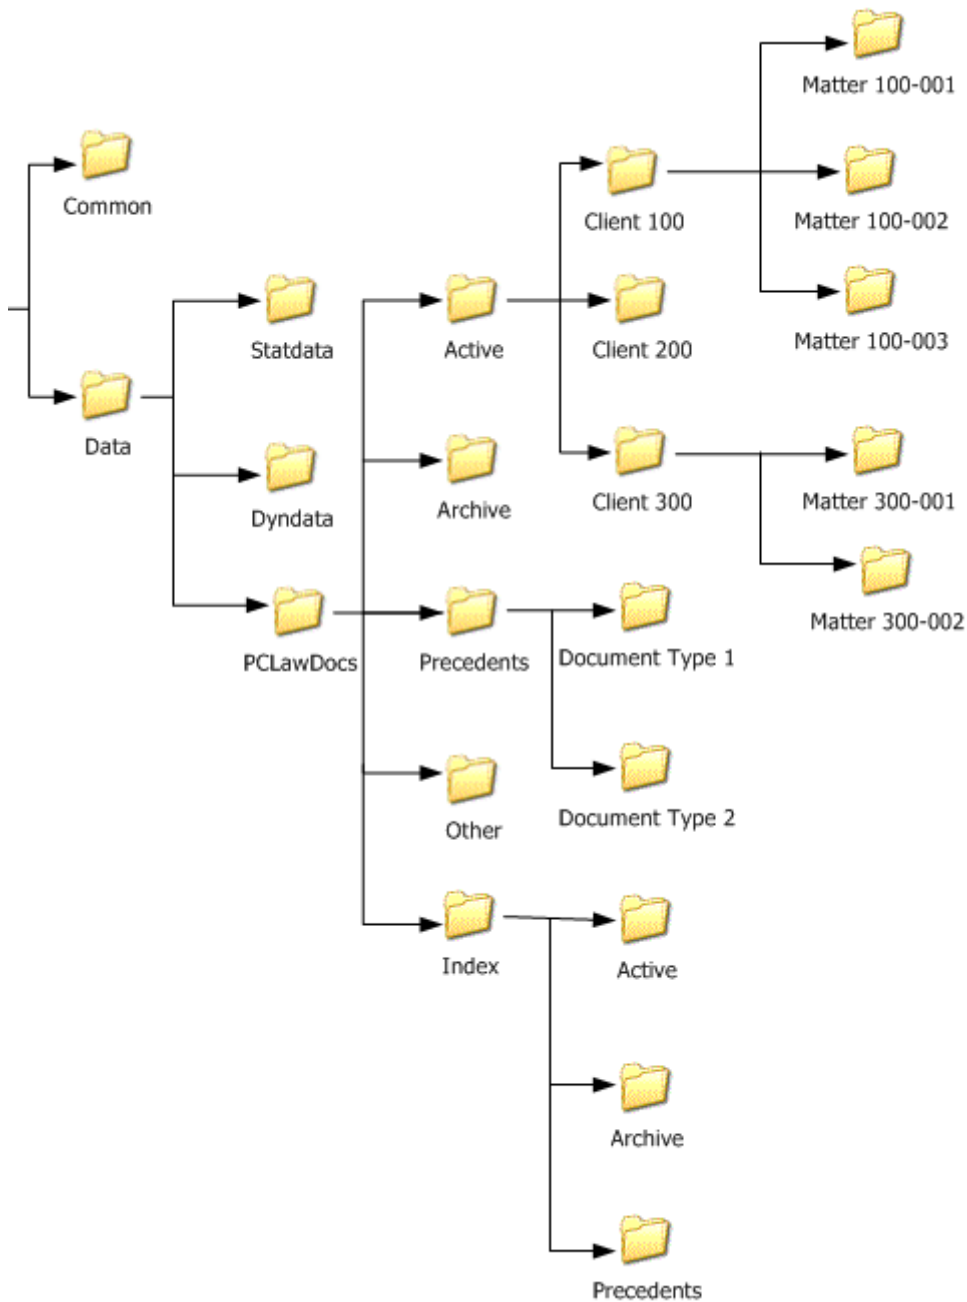 Matter 100-001
Common
Client 100
Matter 100-002
Statdata
Active
Client 200
Matter 100-003
Data
Dyndata
Archive
Client 300
Matter 300-001
Matter 300-002
PCLawDocs
Precedents
Document Type 1
Other
Document Type 2
Index
Active
Archive
Precedents